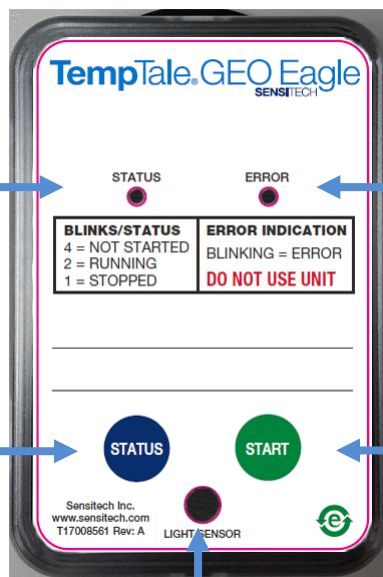 TempTale® GEO Eagle
SENSITECH
STATUS
ERROR
BLINKS/STATUS
4 = NOT STARTED
2 = RUNNING
1 = STOPPED
ERROR INDICATION
BLINKING = ERROR
DO NOT USE UNIT
STATUS
START
Sensitech Inc.
www.sensitech.com
T17008561 Rev: A
LIGHT SENSOR
e